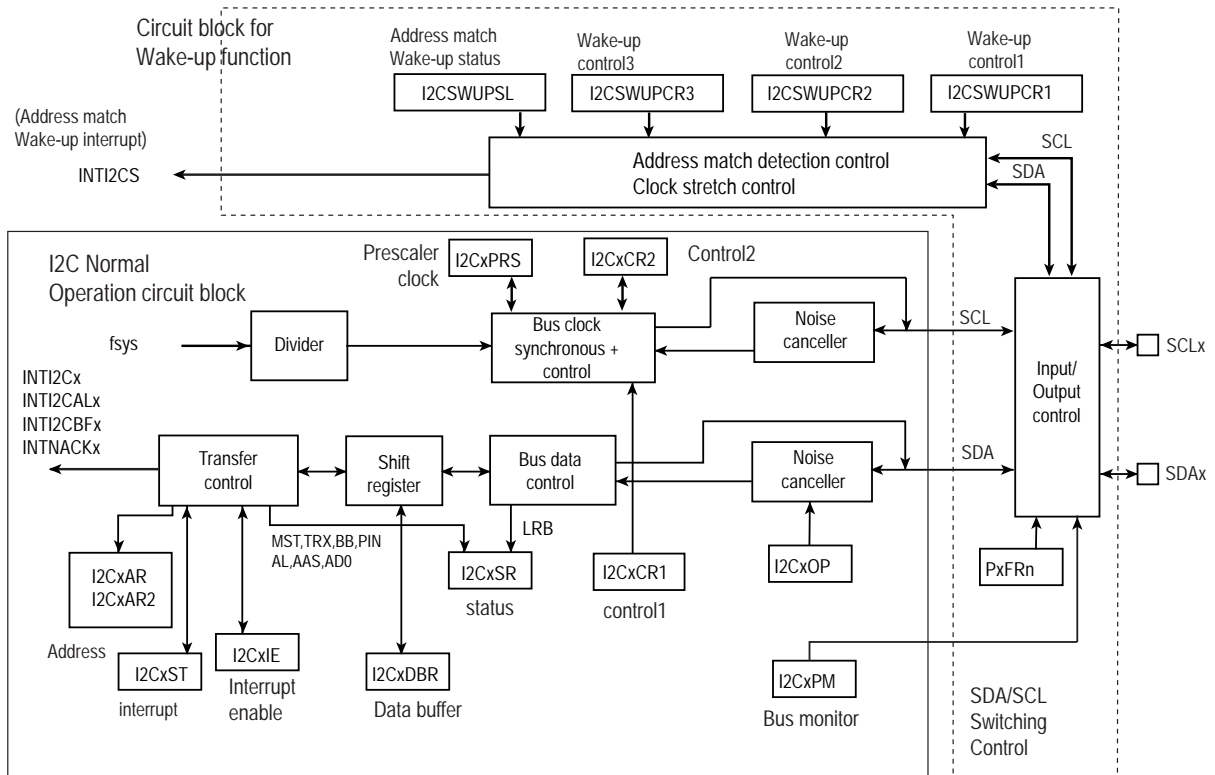 Circuit block for
Wake-up function
Address match
Wake-up status
Wake-up
control3
Wake-up
control2
Wake-up
control1
I2CSWUPSL
I2CSWUPCR3
I2CSWUPCR2
I2CSWUPCR1
(Address match
Wake-up interrupt)
INTI2CS
Address match detection control
Clock stretch control
SCL
SDA
I2C Normal
Operation circuit block
Prescaler
clock
I2CxPRS
I2CxCR2
Control2
fsys
Divider
Bus clock
synchronous +
control
Noise
canceller
SCL
Input/
Output
control
SCLx
INTI2Cx
INTI2CALx
INTI2CBFx
INTNACKx
Transfer
control
Shift
register
Bus data
control
Noise
canceller
SDA
SDAx
MST,TRX,BB,PIN
AL,AAS,AD0
LRB
I2CxAR
I2CxAR2
Address
I2CxSR
status
I2CxCR1
control1
I2CxOP
PxFRn
I2CxST
interrupt
I2CxIE
Interrupt
enable
I2CxDBR
Data buffer
I2CxPM
Bus monitor
SDA/SCL
Switching
Control